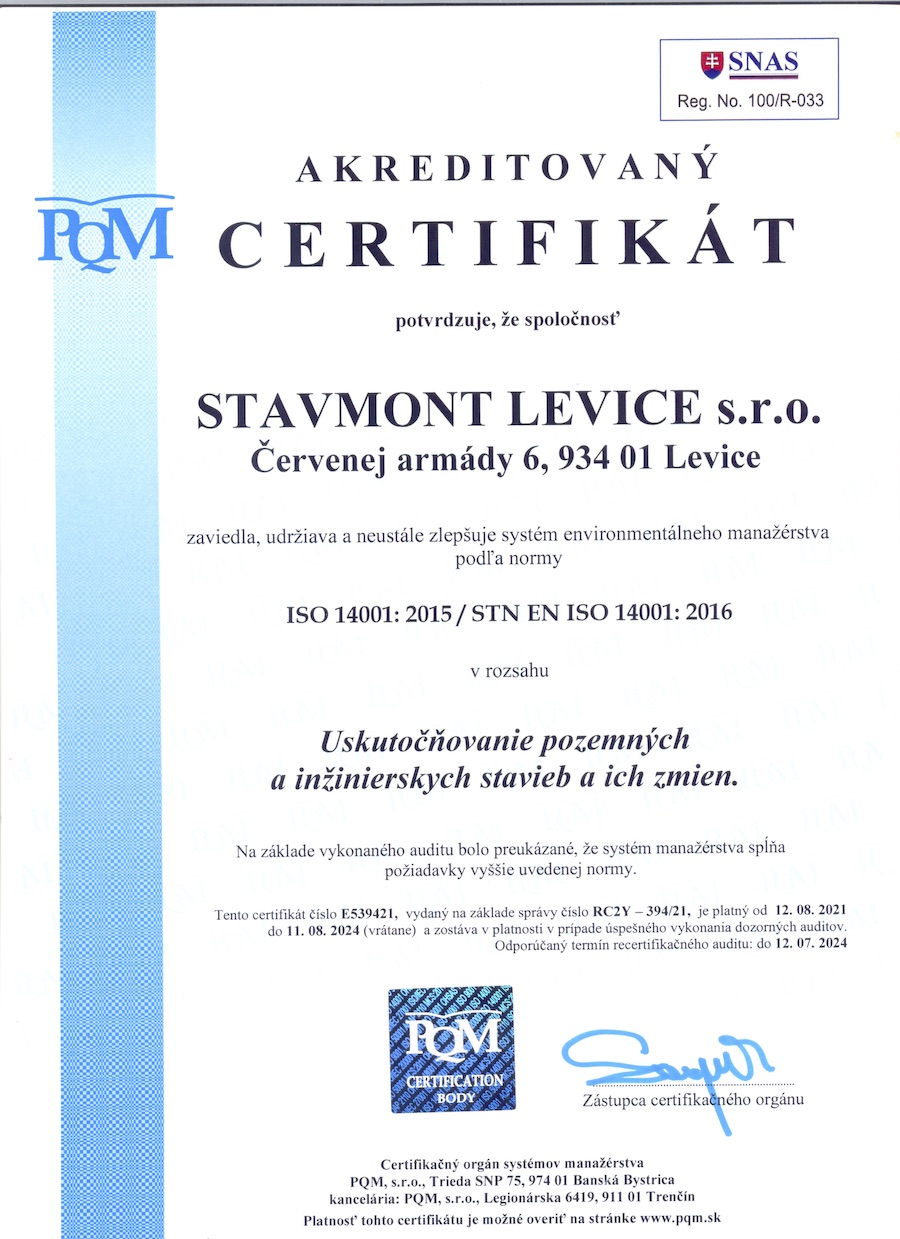 SNAS
Reg. No. 100/R-033
AKREDITOVANÝ
PQM
CERTIFIKÁT
potvrdzuje, že spoločnosť
STAVMONT LEVICE s.r.o.
Červenej armády 6, 934 01 Levice
zaviedla, udržiava a neustále zlepšuje systém environmentálneho manažérstva
podľa normy
ISO 14001: 2015 / STN EN ISO 14001: 2016
v rozsahu
Uskutočňovanie pozemných
a inžinierskych stavieb a ich zmien.
Na základe vykonaného auditu bolo preukázané, že systém manažérstva spĺňa
požiadavky vyššie uvedenej normy.
Tento certifikát číslo E539421, vydaný na základe správy číslo RC2Y – 394/21, je platný od 12. 08. 2021
do 11. 08. 2024 (vrátane) a zostáva v platnosti v prípade úspešného vykonania dozorných auditov.
Odporúčaný termín recertifikačného auditu: do 12. 07. 2024
PQM
CERTIFICATION
BODY
Zástupca certifikačného orgánu
Certifikačný orgán systémov manažérstva
PQM, s.r.o., Trieda SNP 75, 974 01 Banská Bystrica
kancelária: PQM, s.r.o., Legionárska 6419, 911 01 Trenčín
Platnosť tohto certifikátu je možné overiť na stránke www.pqm.sk